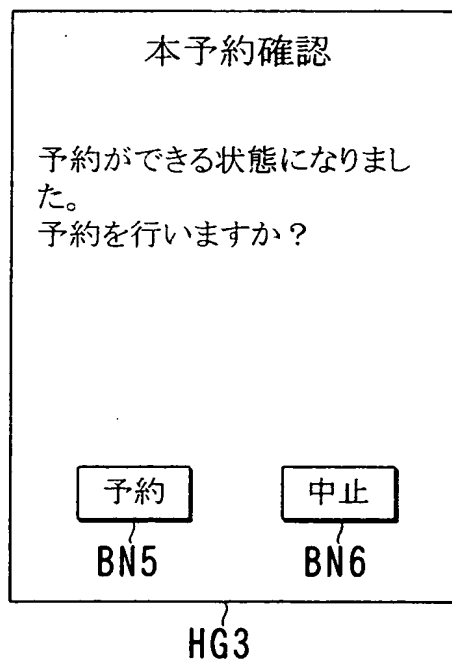 本予約確認
予約ができる状態になりまし
た。
予約を行いますか？
予約 中止
BN5 BN6
HG3